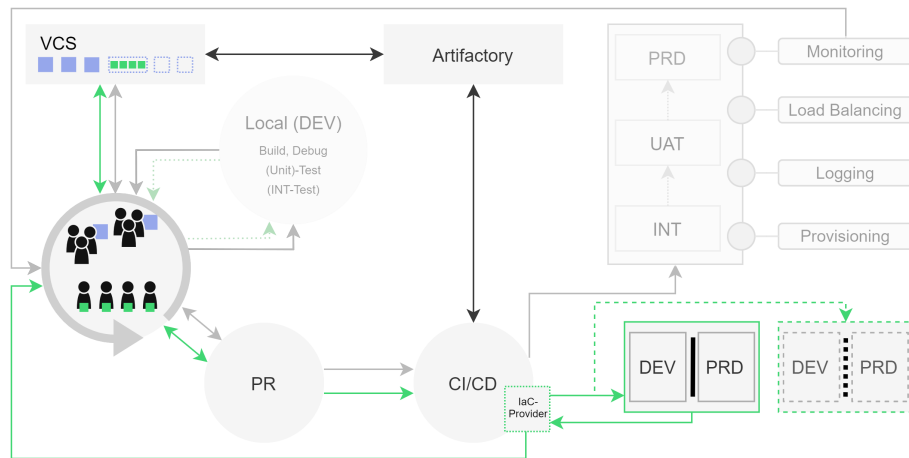 VCS
Artifactory
Local (DEV)
Build, Debug
(Unit)-Test
(INT-Test)
PRD
UAT
INT
Monitoring
Load Balancing
Logging
Provisioning
PR
CI/CD
IaC-
Provider
DEV
PRD
DEV
PRD